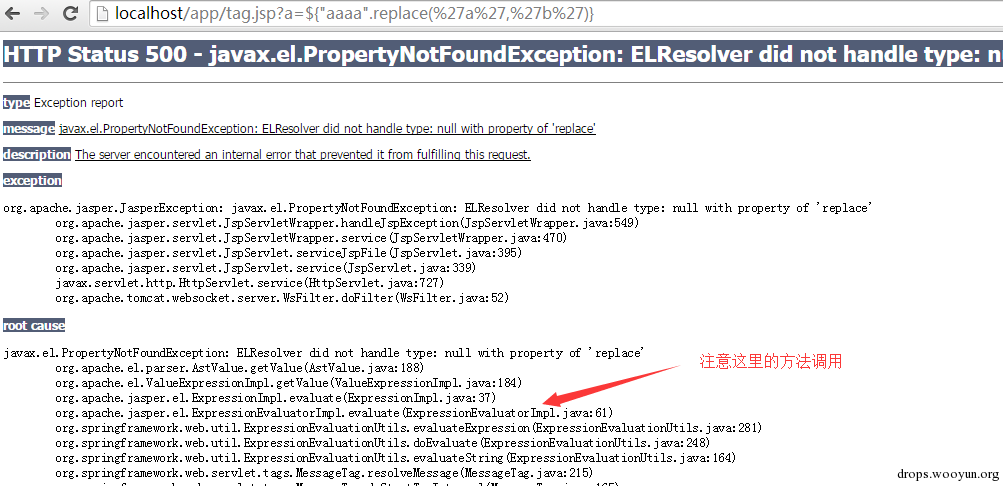 localhost/app/tag.jsp?a=${"aaaa".replace(%27a%27,%27b%27)}
HTTP Status 500 - javax.el.PropertyNotFoundException: ELResolver did not handle type: n
type Exception report
message javax.el.PropertyNotFoundException: ELResolver did not handle type: null with property of 'replace'
description The server encountered an internal error that prevented it from fulfilling this request.
exception
org.apache.jasper.JasperException: javax.el.PropertyNotFoundException: ELResolver did not handle type: null with property of 'replace'
org.apache.jasper.servlet.JspServletWrapper.handleJspException(JspServletWrapper.java:549)
org.apache.jasper.servlet.JspServletWrapper.service(JspServletWrapper.java:470)
org.apache.jasper.servlet.JspServlet.serviceJspFile(JspServlet.java:395)
org.apache.jasper.servlet.JspServlet.service(JspServlet.java:339)
javax.servlet.http.HttpServlet.service(HttpServlet.java:727)
org.apache.tomcat.websocket.server.WsFilter.doFilter(WsFilter.java:52)
root cause
javax.el.PropertyNotFoundException: ELResolver did not handle type: null with property of 'replace'
org.apache.el.parser.AstValue.getValue(AstValue.java:188)
注意这里的方法调用
org.apache.el.ValueExpressionImpl.getValue(ValueExpressionImpl.java:184)
org.apache.jasper.el.ExpressionImpl.evaluate(ExpressionImpl.java:37)
org.apache.jasper.el.ExpressionEvaluatorImpl.evaluate(ExpressionEvaluatorImpl.java:61)
org.springframework.web.util.ExpressionEvaluationUtils.evaluateExpression(ExpressionEvaluationUtils.java:281)
org.springframework.web.util.ExpressionEvaluationUtils.doEvaluate(ExpressionEvaluationUtils.java:248)
org.springframework.web.util.ExpressionEvaluationUtils.evaluateString(ExpressionEvaluationUtils.java:164)
org.springframework.web.servlet.tags.MessageTag.resolveMessage(MessageTag.java:215)
drops.wooyun.org